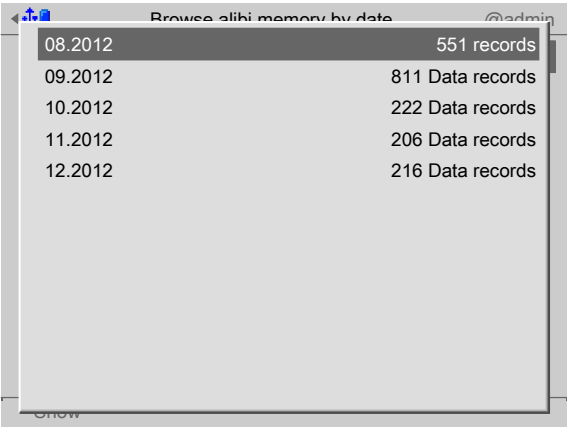 Browse alibi memory by date @admin
08.2012 551 records
09.2012 811 Data records
10.2012 222 Data records
11.2012 206 Data records
12.2012 216 Data records
Show